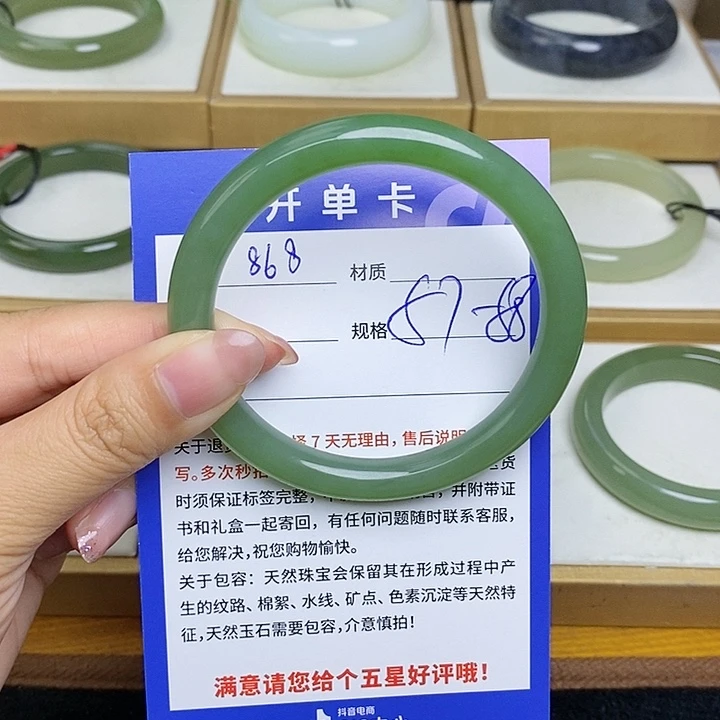 开单卡
868 材质
规格 57-58
关于退 择7天无理由，售后说
写。多次秒拍
时须保证标签完整， 并附带证
书和礼盒一起寄回，有任何问题随时联系客服，
给您解决，祝您购物愉快。
关于包容：天然珠宝会保留其在形成过程中产
生的纹路、棉絮、水线、矿点、色素沉淀等天然特
征，天然玉石需要包容，介意慎拍！
满意请您给个五星好评哦！
抖音电商